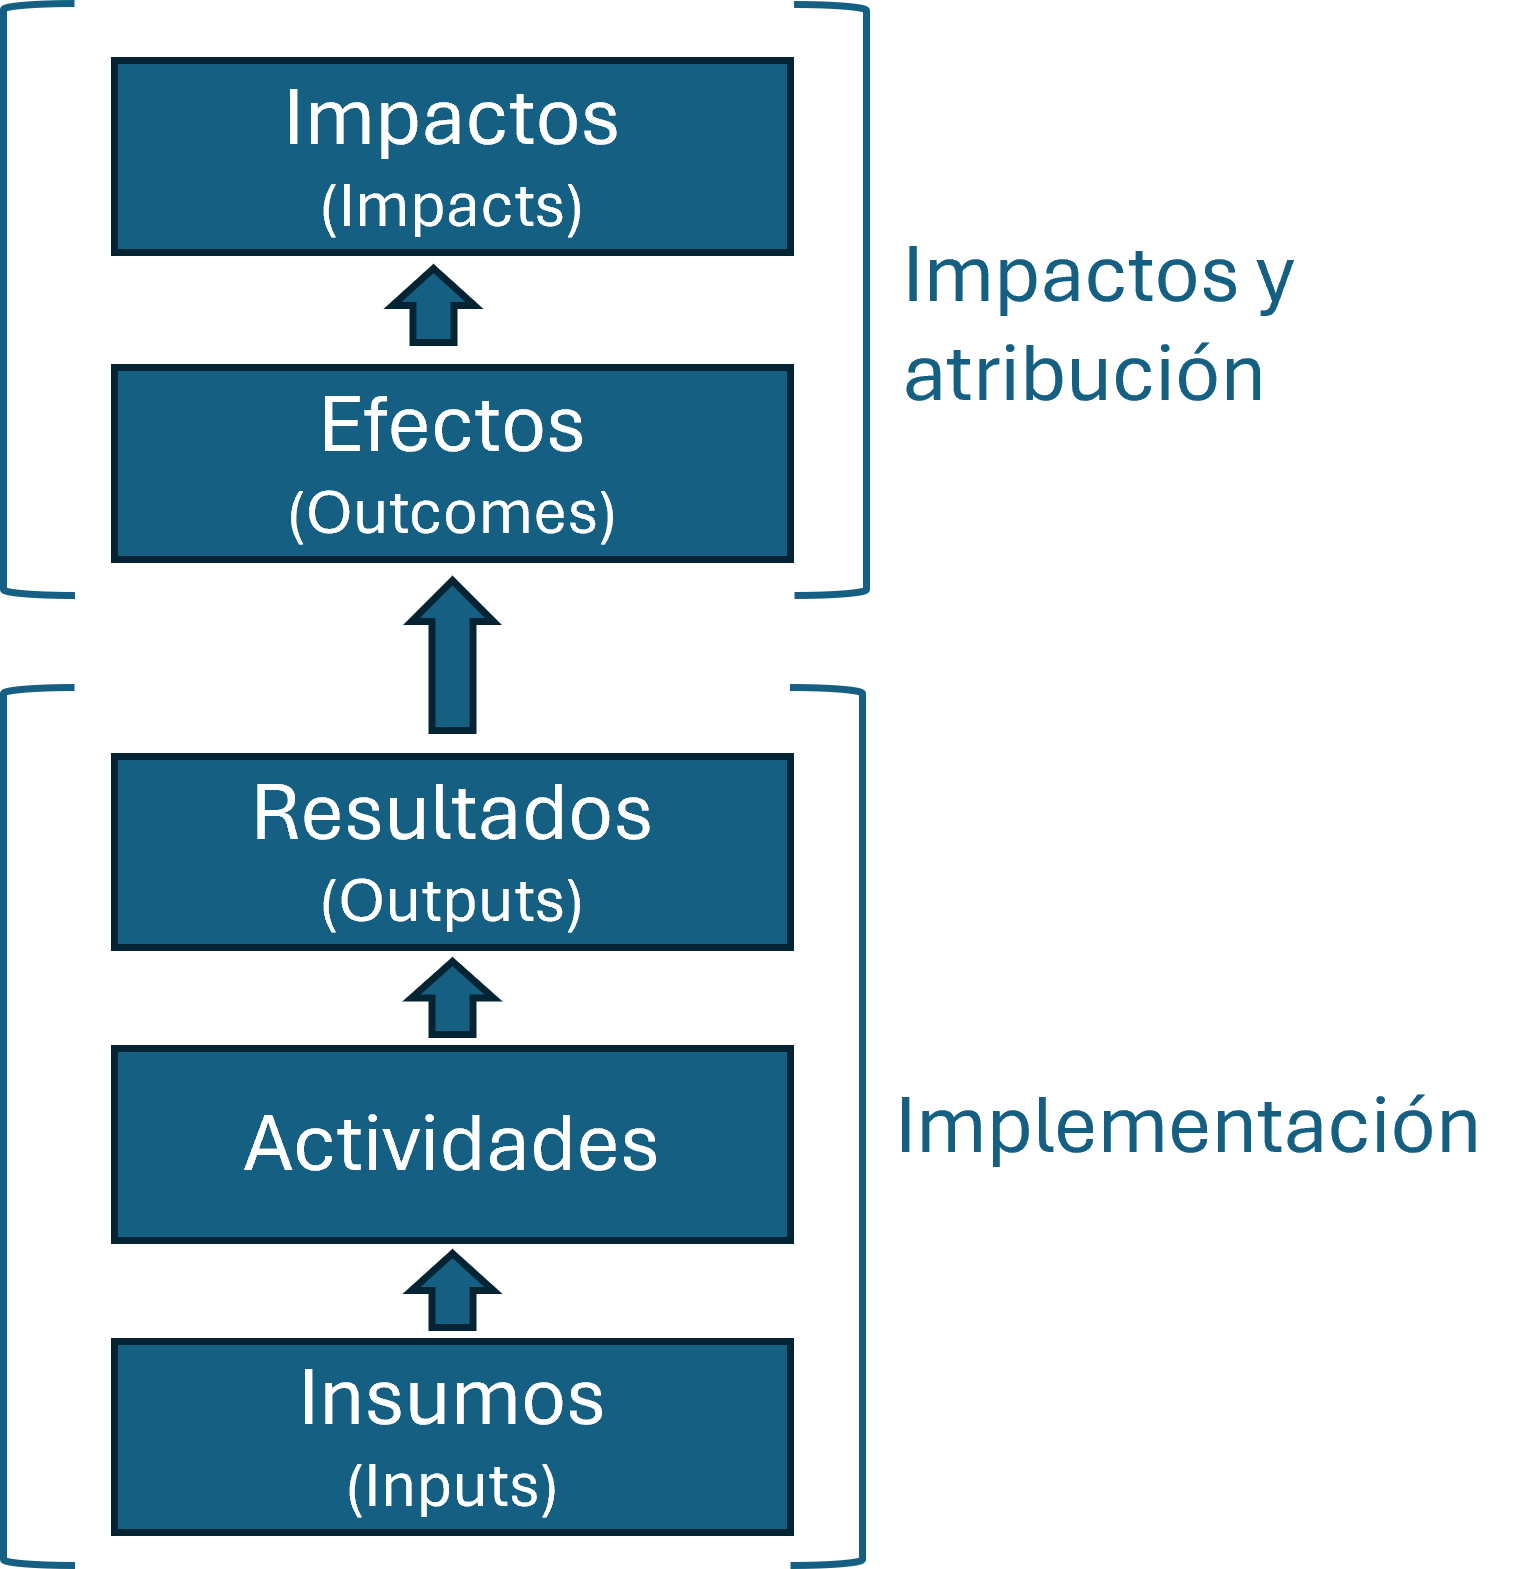 Impactos
(Impacts)
Impactos y
atribución
Efectos
(Outcomes)
Resultados
(Outputs)
Actividades
Implementación
Insumos
(Inputs)